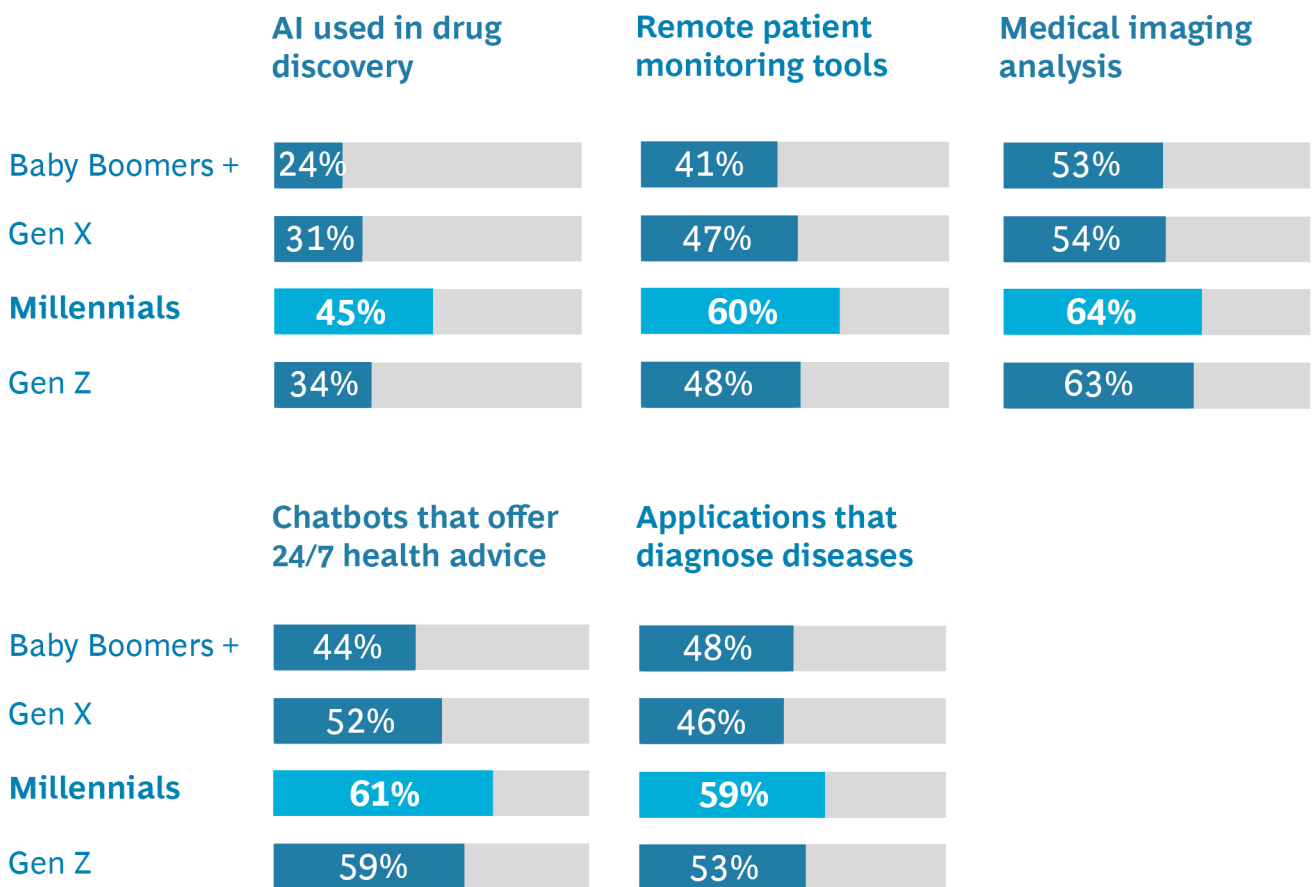 AI used in drug
discovery
Remote patient
monitoring tools
Medical imaging
analysis
Baby Boomers + 24% 41% 53%
Gen X 31% 47% 54%
Millennials 45% 60% 64%
Gen Z 34% 48% 63%
Chatbots that offer
24/7 health advice
Applications that
diagnose diseases
Baby Boomers + 44% 48%
Gen X 52% 46%
Millennials 61% 59%
Gen Z 59% 53%